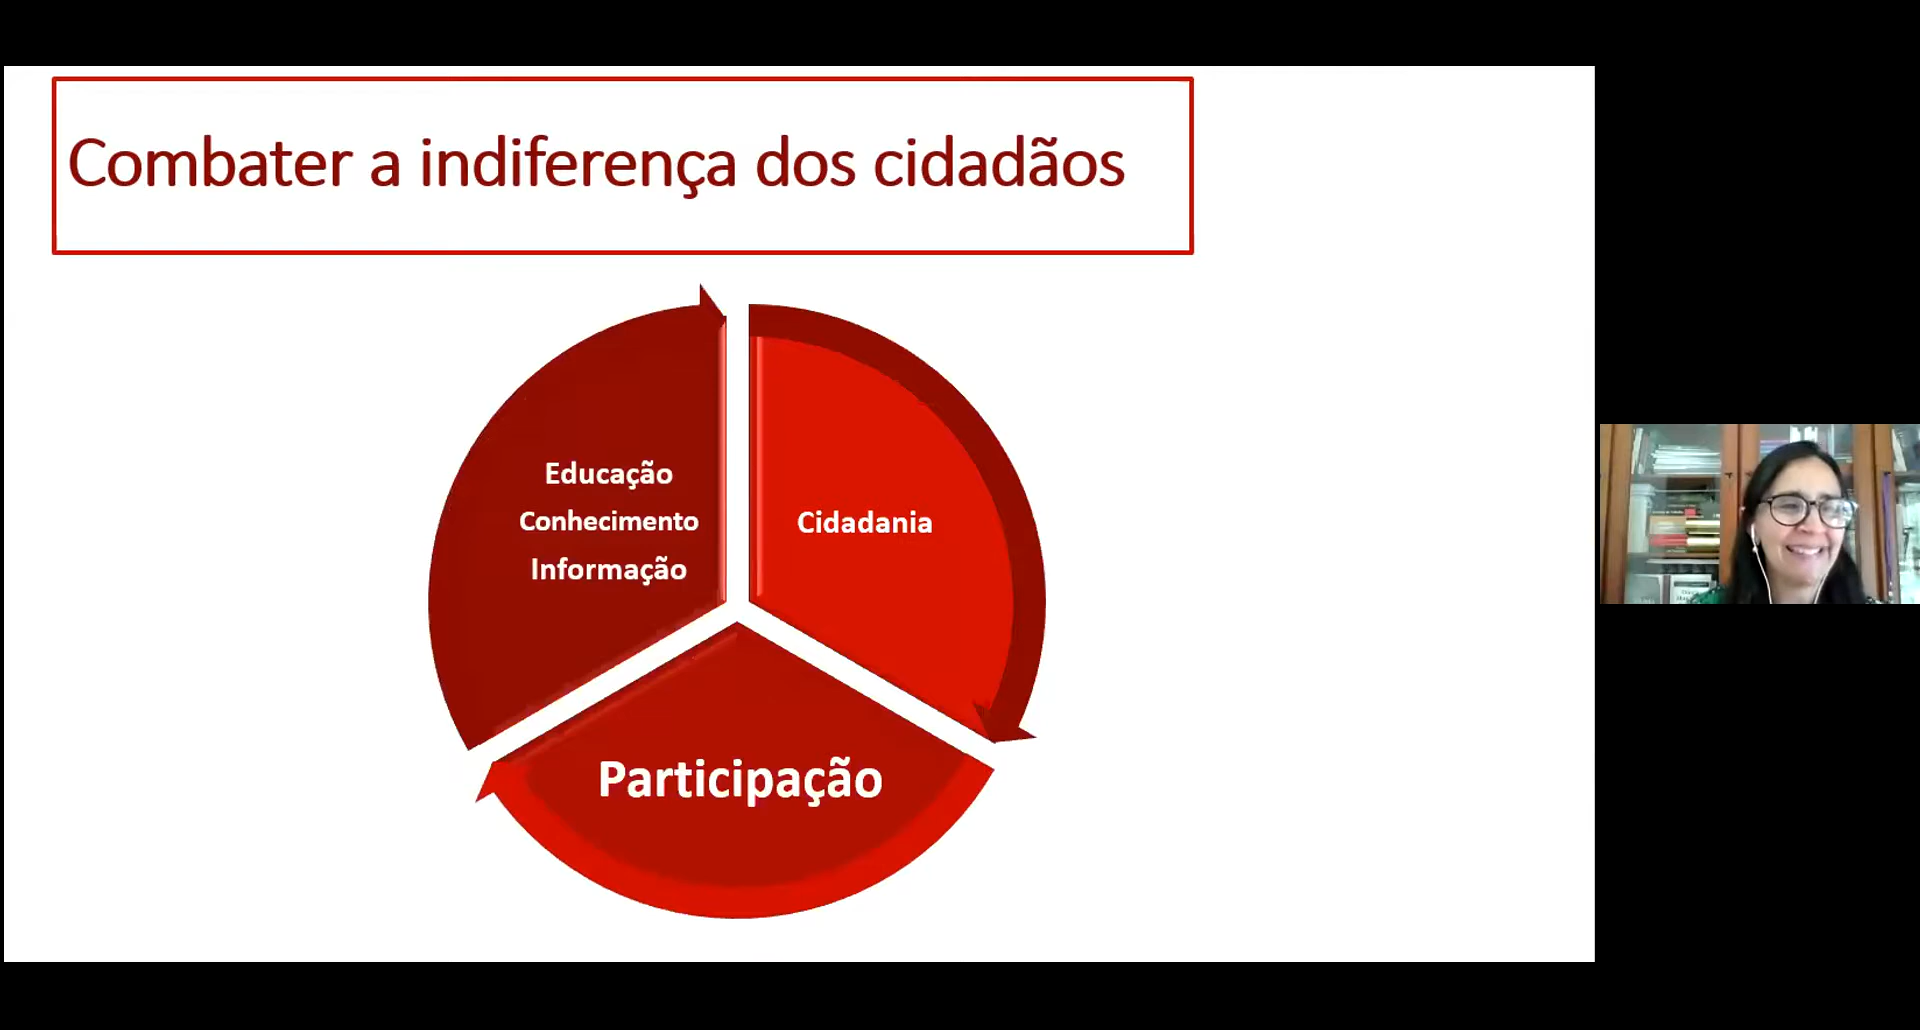 Combater a indiferença dos cidadãos
Educação
Conhecimento
Informação
Cidadania
Participação